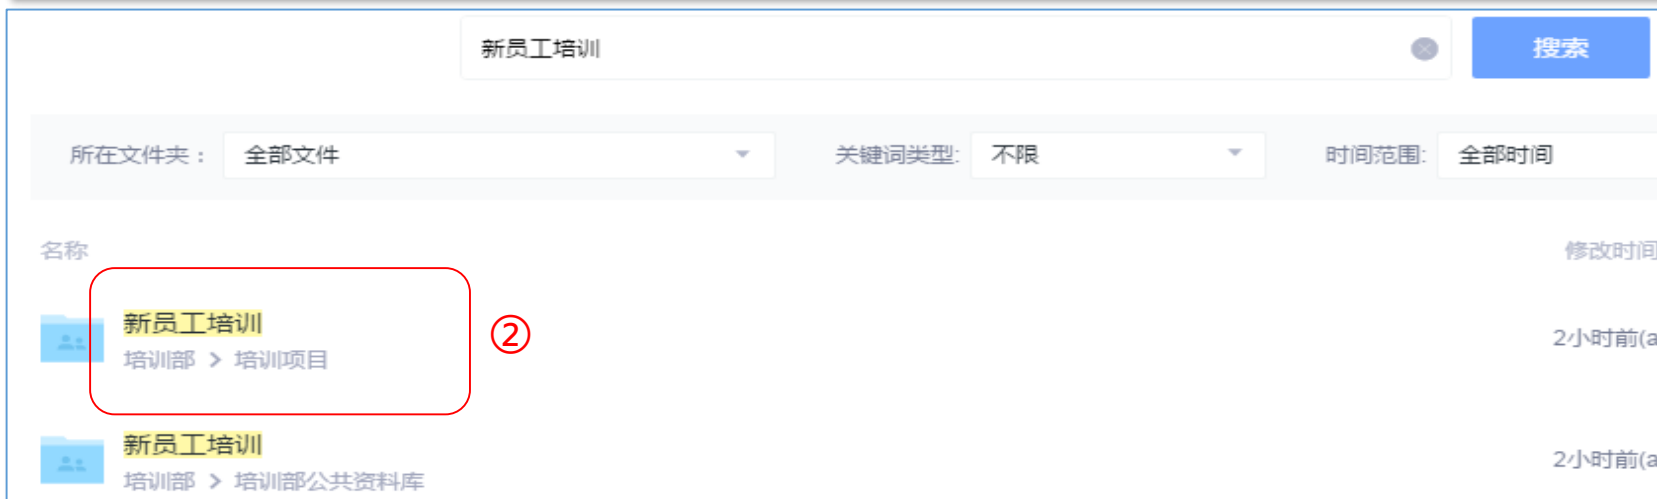 新员工培训 搜索
所在文件夹： 全部文件 关键词类型: 不限 时间范围: 全部时间
名称 修改时间
新员工培训
培训部 > 培训项目
② 2小时前(a
新员工培训
培训部 > 培训部公共资料库
2小时前(a